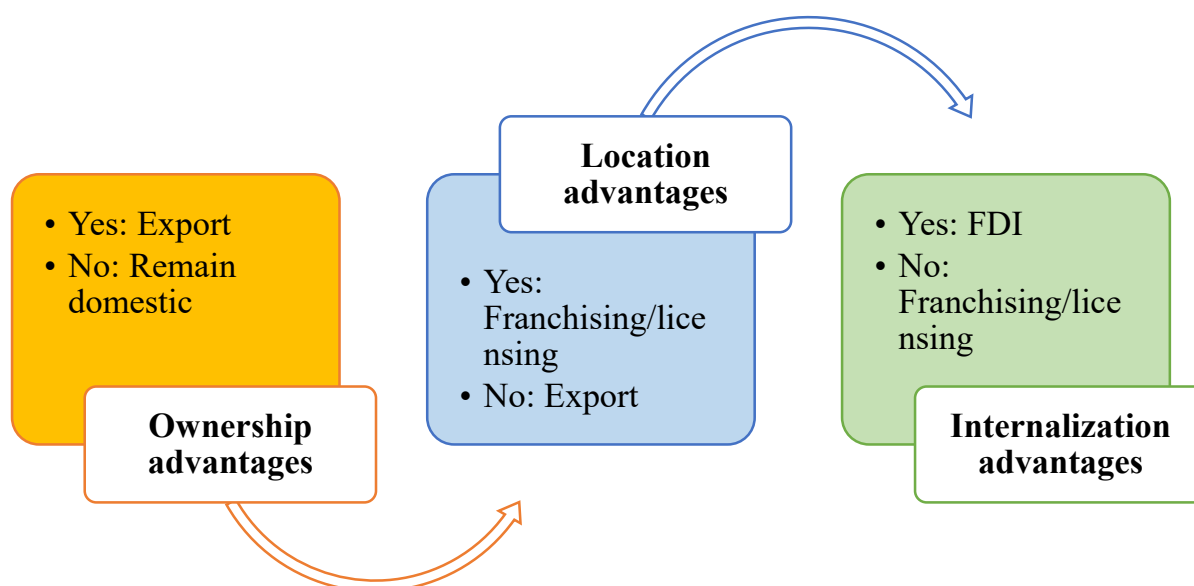 • Yes: Export
• No: Remain
domestic
Ownership
advantages
Location
advantages
• Yes:
Franchising/lice
nsing
• No: Export
• Yes: FDI
• No:
Franchising/lice
nsing
Internalization
advantages